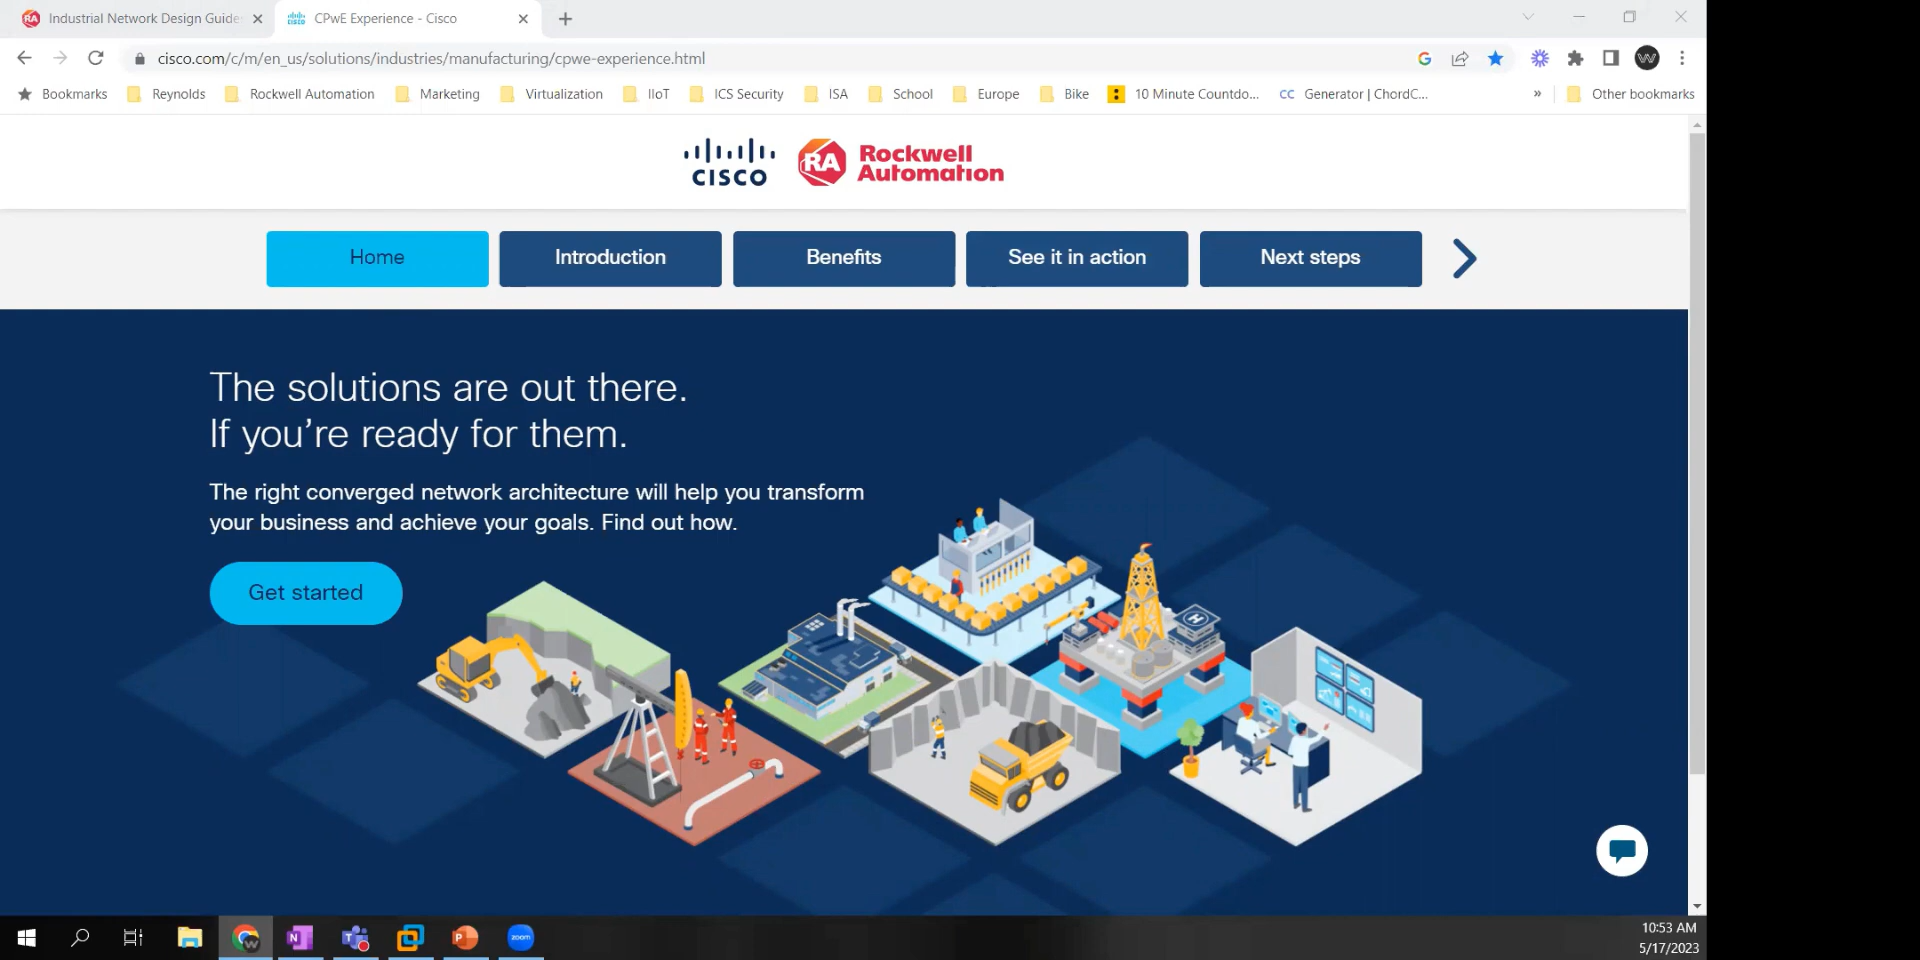 Industrial Network Design Guide
CPwE Experience - Cisco
cisco.com/c/m/en_us/solutions/industries/manufacturing/cpwe-experience.html
Bookmarks
Reynolds
Rockwell Automation
Marketing
Virtualization
IIoT
ICS Security
ISA
School
Europe
Bike
10 Minute Countdo...
CC Generator | ChordC...
»
Other bookmarks
CISCO
RA Rockwell
Automation
Home
Introduction
Benefits
See it in action
Next steps
The solutions are out there.
If you're ready for them.
The right converged network architecture will help you transform
your business and achieve your goals. Find out how.
Get started
H
zoom
10:53 AM
5/17/2023